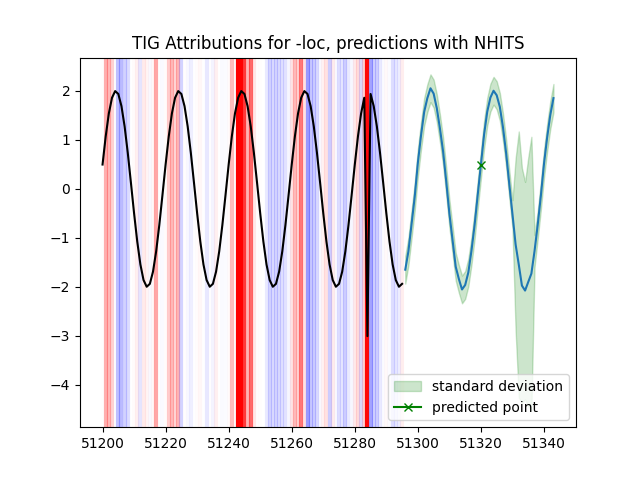 TIG Attributions for -loc, predictions with NHITS
2
1
0
−1
−2
−3
−4
standard deviation
predicted point
51200 51220 51240 51260 51280 51300 51320 51340